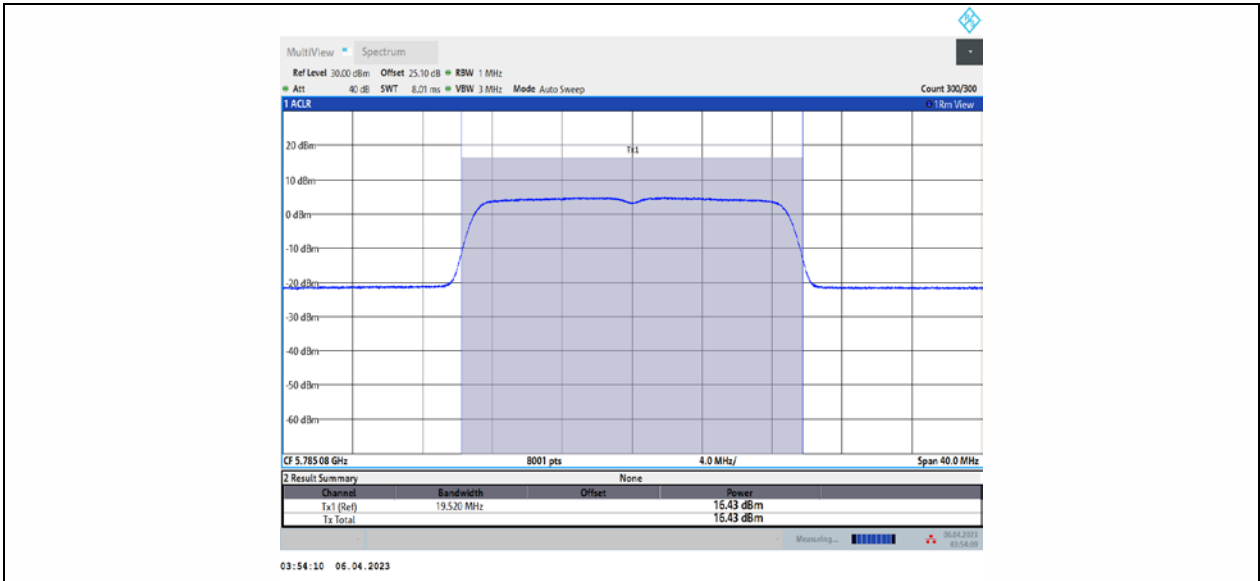 MultiView Spectrum
Ref Level 30.00 dBm Offset 25.10 dB RBW 1 MHz
Att 40 dB SWT 8.01 ms VBW 3 MHz Mode Auto Sweep Count 300/300
1 ACLR 1Rm View
20 dBm
Tx1
10 dBm
0 dBm
-10 dBm
-20 dBm
-30 dBm
-40 dBm
-50 dBm
-60 dBm
CF 5.785 08 GHz 8001 pts 4.0 MHz/ Span 40.0 MHz
2 Result Summary None
Channel Bandwidth Offset Power
Tx1 (Ref) 19.520 MHz 16.43 dBm
Tx Total 16.43 dBm
Measuring... 06.04.2023
03:54:09
03:54:10 06.04.2023